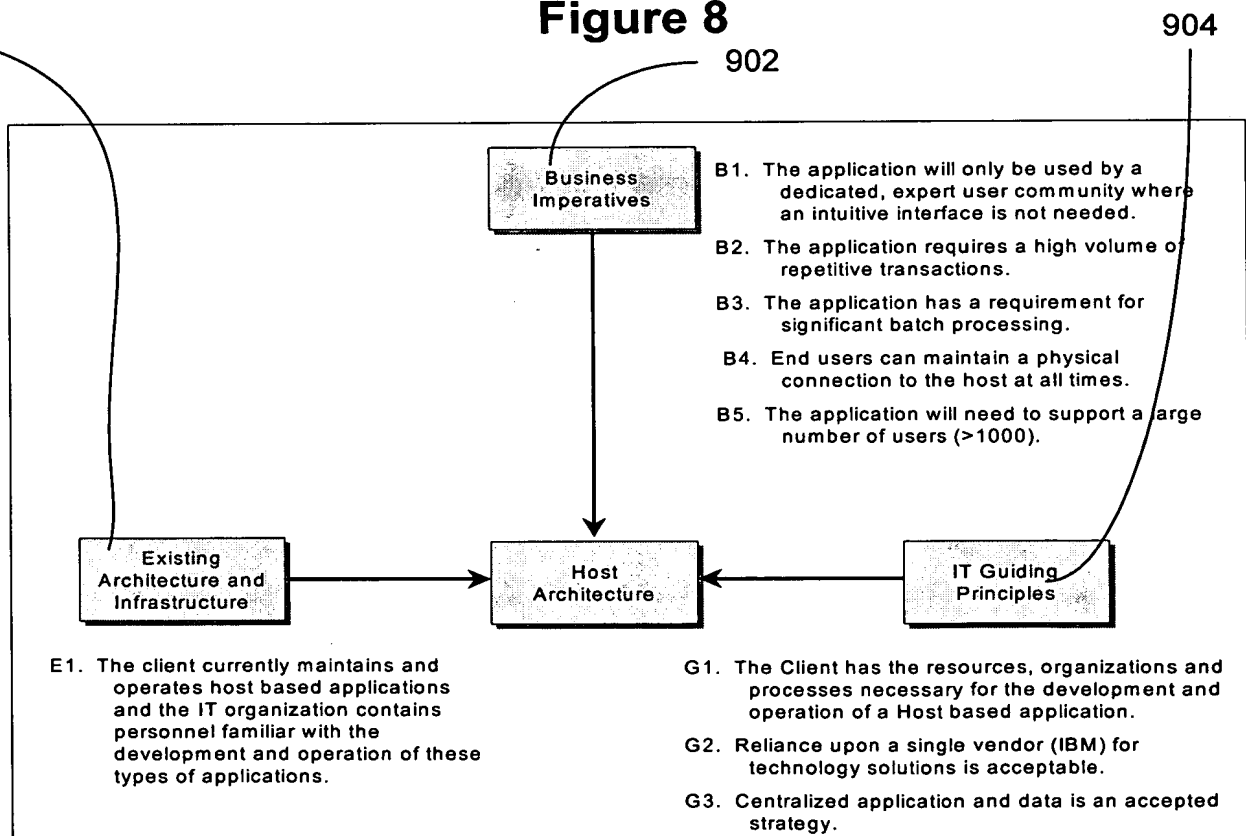 Figure 8
904
902
Business
Imperatives
B1. The application will only be used by a
dedicated, expert user community where
an intuitive interface is not needed.
B2. The application requires a high volume of
repetitive transactions.
B3. The application has a requirement for
significant batch processing.
B4. End users can maintain a physical
connection to the host at all times.
B5. The application will need to support a large
number of users (>1000).
Existing
Architecture and
Infrastructure
Host
Architecture
IT Guiding
Principles
E1. The client currently maintains and
operates host based applications
and the IT organization contains
personnel familiar with the
development and operation of these
types of applications.
G1. The Client has the resources, organizations and
processes necessary for the development and
operation of a Host based application.
G2. Reliance upon a single vendor (IBM) for
technology solutions is acceptable.
G3. Centralized application and data is an accepted
strategy.